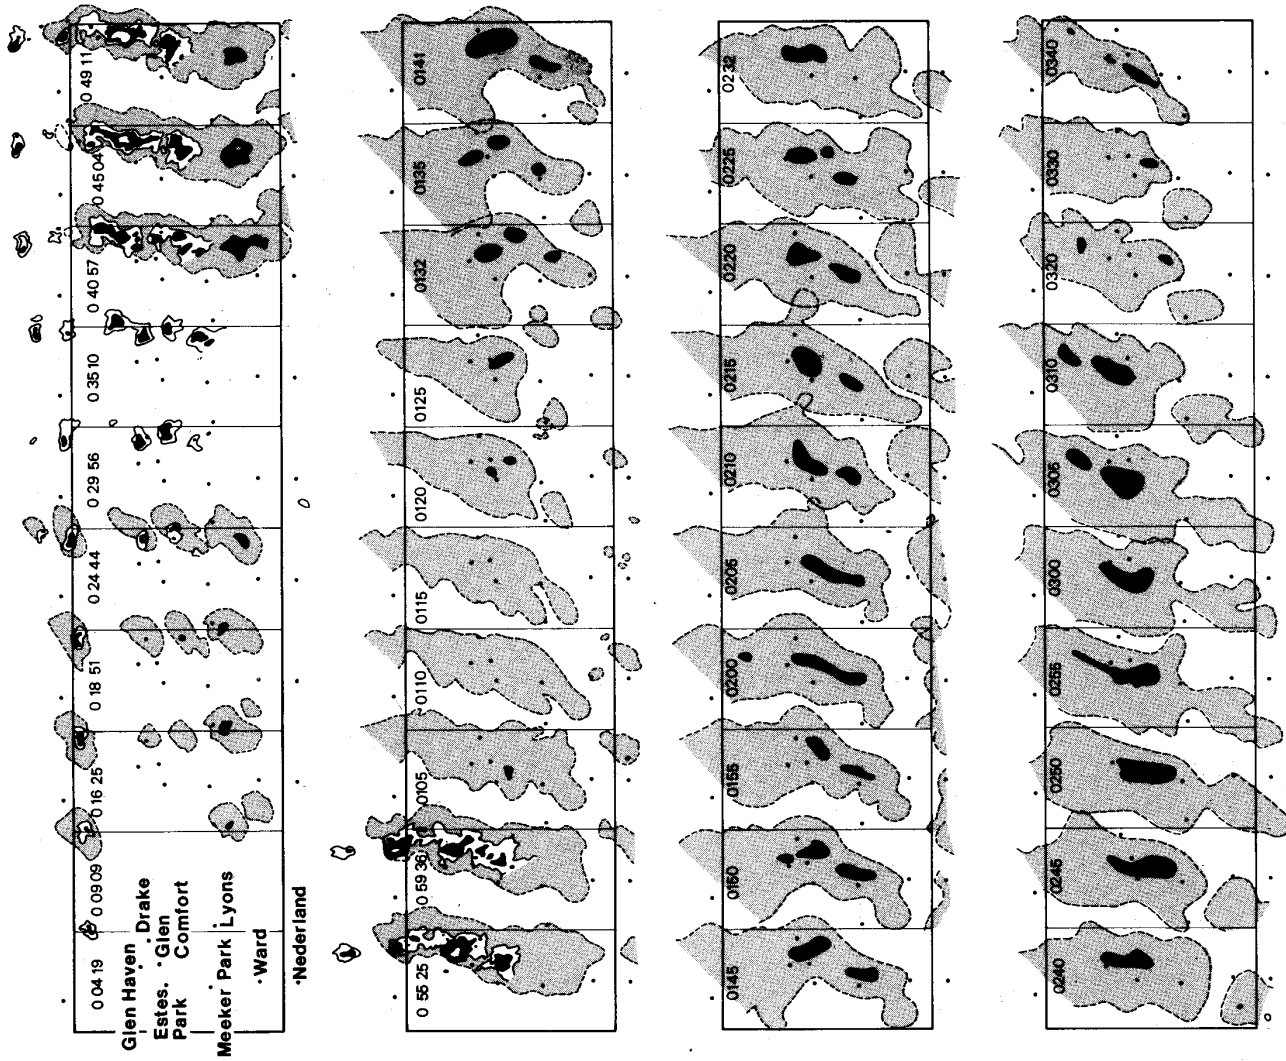 0 04 19
0 09 09
0 16 25
0 18 51
0 24 44
0 29 56
0 35 10
0 40 57
0 45 04
0 49 11
Glen Haven
Drake
Estes Park
Glen Comfort
Meeker Park
Lyons
Ward
Nederland
0 55 25
0 59 36
0105
0110
0115
0120
0125
0132
0135
0141
0145
0150
0155
0200
0205
0210
0215
0220
0225
0232
0240
0245
0250
0255
0300
0305
0310
0320
0330
0340